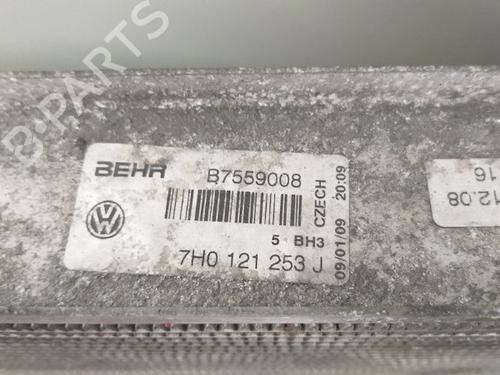 B-PARTS
BEHR B7559008
CZECH
09/01/09 20:09
5 BH3
7H0 121 253 J
12.08
16